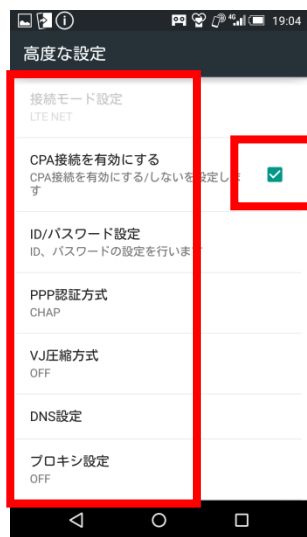 4G 19:04
高度な設定
接続モード設定
LTE NET
CPA接続を有効にする
CPA接続を有効にする/しないを設定しま
す
ID/パスワード設定
ID、パスワードの設定を行います
PPP認証方式
CHAP
VJ圧縮方式
OFF
DNS設定
プロキシ設定
OFF